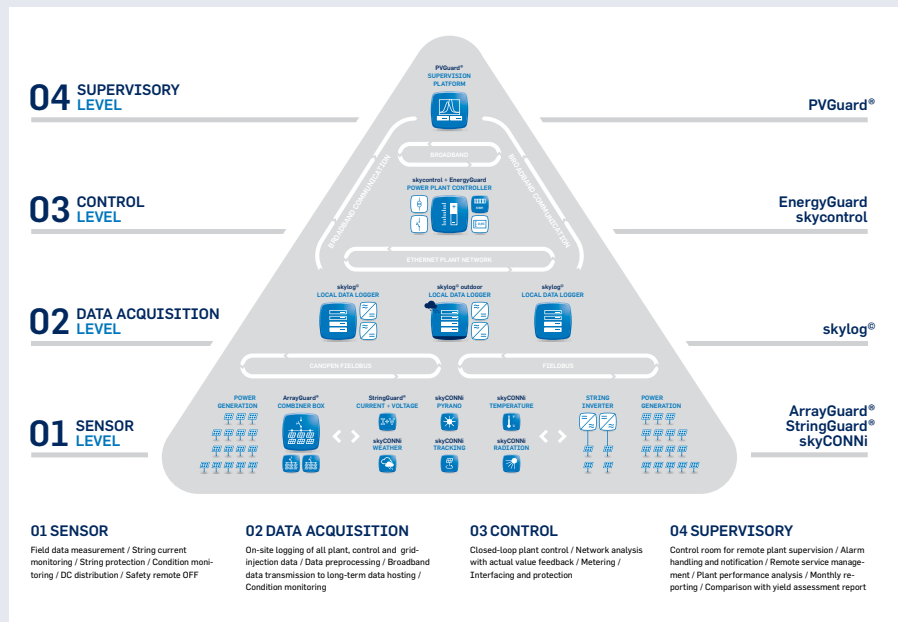 PVGuard®
SUPERVISION
PLATFORM
04 SUPERVISORY
LEVEL
PVGuard®
BROADBAND
BROADBAND COMMUNICATION
BROADBAND COMMUNICATION
skycontrol + EnergyGuard
POWER PLANT CONTROLLER
03 CONTROL
LEVEL
EnergyGuard
skycontrol
ETHERNET PLANT NETWORK
skylog®
LOCAL DATA LOGGER
skylog® outdoor
LOCAL DATA LOGGER
skylog®
LOCAL DATA LOGGER
02 DATA ACQUISITION
LEVEL
skylog©
CANOPEN FIELDBUS
FIELDBUS
POWER
GENERATION
ArrayGuard®
COMBINER BOX
StringGuard®
CURRENT + VOLTAGE
I+V
skyCONNi
PYRANO
skyCONNi
TEMPERATURE
STRING
INVERTER
POWER
GENERATION
01 SENSOR
LEVEL
ArrayGuard®
StringGuard®
skyCONNi
skyCONNi
WEATHER
skyCONNi
TRACKING
skyCONNi
RADIATION
01 SENSOR
Field data measurement / String current
monitoring / String protection / Condition moni-
toring / DC distribution / Safety remote OFF
02 DATA ACQUISITION
On-site logging of all plant, control and grid-
injection data / Data preprocessing / Broadband
data transmission to long-term data hosting /
Condition monitoring
03 CONTROL
Closed-loop plant control / Network analysis
with actual value feedback / Metering /
Interfacing and protection
04 SUPERVISORY
Control room for remote plant supervision / Alarm
handling and notification / Remote service manage-
ment / Plant performance analysis / Monthly re-
porting / Comparison with yield assessment report